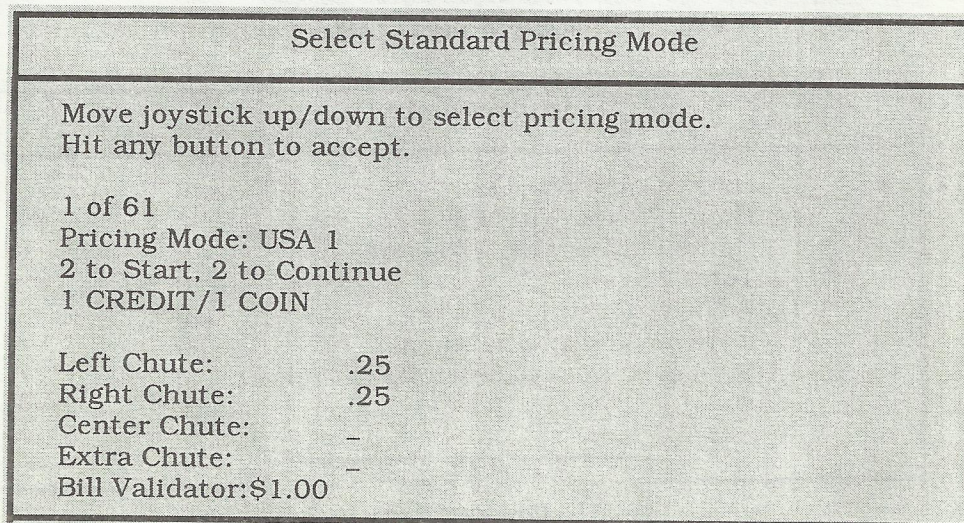 Select Standard Pricing Mode
Move joystick up/down to select pricing mode.
Hit any button to accept.
1 of 61
Pricing Mode: USA 1
2 to Start, 2 to Continue
1 CREDIT/1 COIN
Left Chute: .25
Right Chute: .25
Center Chute: _
Extra Chute: _
Bill Validator:$1.00